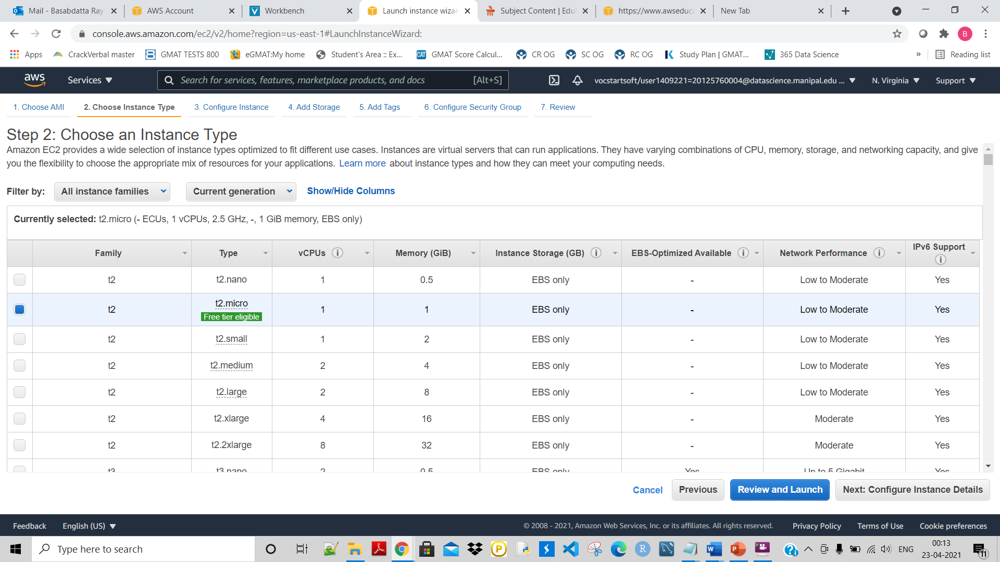 Mail - Basabdatta Ray
AWS Account
Workbench
Launch instance wizar
Subject Content | Edul
https://www.awseduca
New Tab
console.aws.amazon.com/ec2/v2/home?region=us-east-1#LaunchInstanceWizard:
B
Apps
CrackVerbal master
GMAT TESTS 800
eGMAT:My home
Student's Area :: Ex...
GMAT Score Calcul...
CR OG
SC OG
RC OG
Study Plan | GMAT...
365 Data Science
»
Reading list
aws
Services
Search for services, features, marketplace products, and docs
[Alt+S]
vocstartsoft/user1409221=20125760004@datascience.manipal.edu ...
N. Virginia
Support
1. Choose AMI
2. Choose Instance Type
3. Configure Instance
4. Add Storage
5. Add Tags
6. Configure Security Group
7. Review
Step 2: Choose an Instance Type
Amazon EC2 provides a wide selection of instance types optimized to fit different use cases. Instances are virtual servers that can run applications. They have varying combinations of CPU, memory, storage, and networking capacity, and give
you the flexibility to choose the appropriate mix of resources for your applications. Learn more about instance types and how they can meet your computing needs.
Filter by:
All instance families
Current generation
Show/Hide Columns
Currently selected: t2.micro (- ECUs, 1 vCPUs, 2.5 GHz, -, 1 GiB memory, EBS only)
Family Type vCPUs Memory (GiB) Instance Storage (GB) EBS-Optimized Available Network Performance IPv6 Support
t2 t2.nano 1 0.5 EBS only - Low to Moderate Yes
t2 t2.micro 1 1 EBS only - Low to Moderate Yes
Free tier eligible
t2 t2.small 1 2 EBS only - Low to Moderate Yes
t2 t2.medium 2 4 EBS only - Low to Moderate Yes
t2 t2.large 2 8 EBS only - Low to Moderate Yes
t2 t2.xlarge 4 16 EBS only - Moderate Yes
t2 t2.2xlarge 8 32 EBS only - Moderate Yes
t3 t3.nano 2 0.5 EBS only Yes Up to 5 Gigabit Yes
Cancel
Previous
Review and Launch
Next: Configure Instance Details
Feedback
English (US)
© 2008 - 2021, Amazon Web Services, Inc. or its affiliates. All rights reserved.
Privacy Policy
Terms of Use
Cookie preferences
Type here to search
ENG
00:13
23-04-2021
11